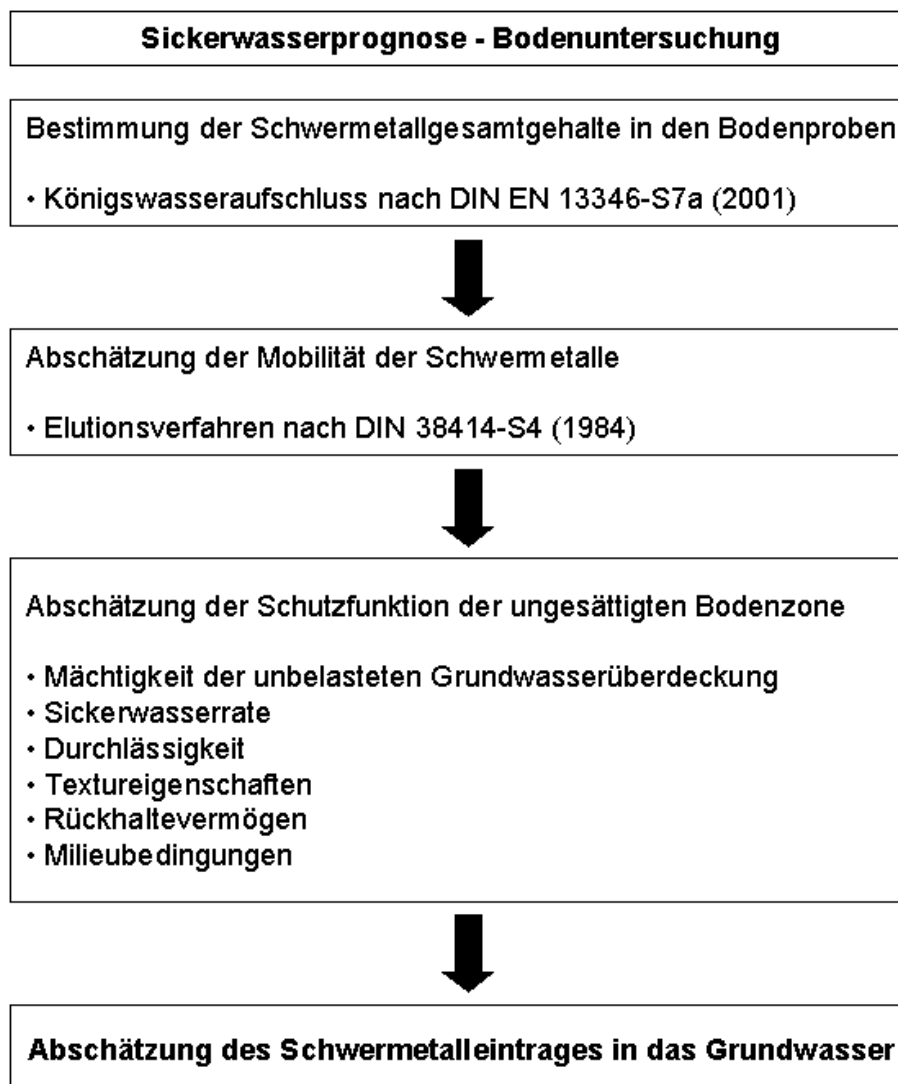 Sickerwasserprognose - Bodenuntersuchung
Bestimmung der Schwermetallgesamtgehalte in den Bodenproben
• Königswasseraufschluss nach DIN EN 13346-S7a (2001)
Abschätzung der Mobilität der Schwermetalle
• Elutionsverfahren nach DIN 38414-S4 (1984)
Abschätzung der Schutzfunktion der ungesättigten Bodenzone
• Mächtigkeit der unbelasteten Grundwasserüberdeckung
• Sickerwasserrate
• Durchlässigkeit
• Textureigenschaften
• Rückhaltevermögen
• Milieubedingungen
Abschätzung des Schwermetalleintrages in das Grundwasser